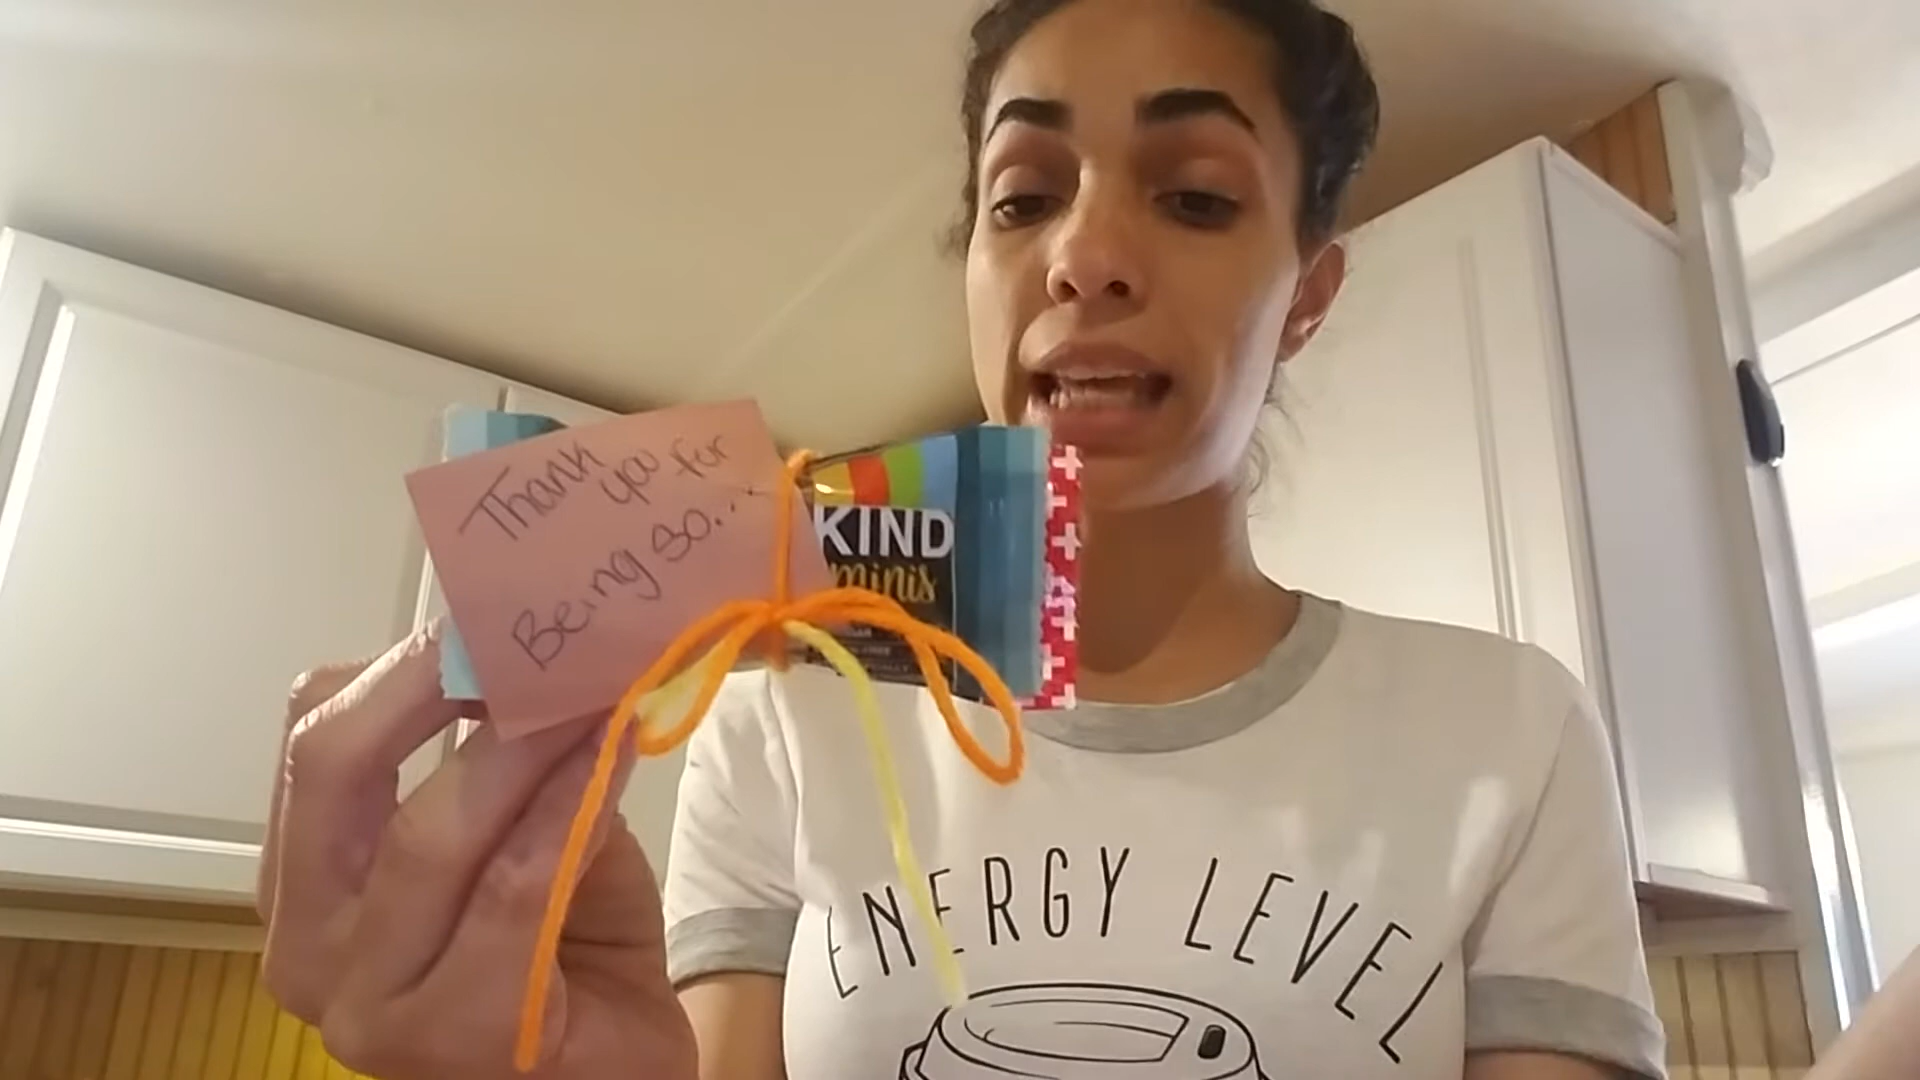 Thank
you for
Being so...
KIND
minis
ENERGY LEVEL